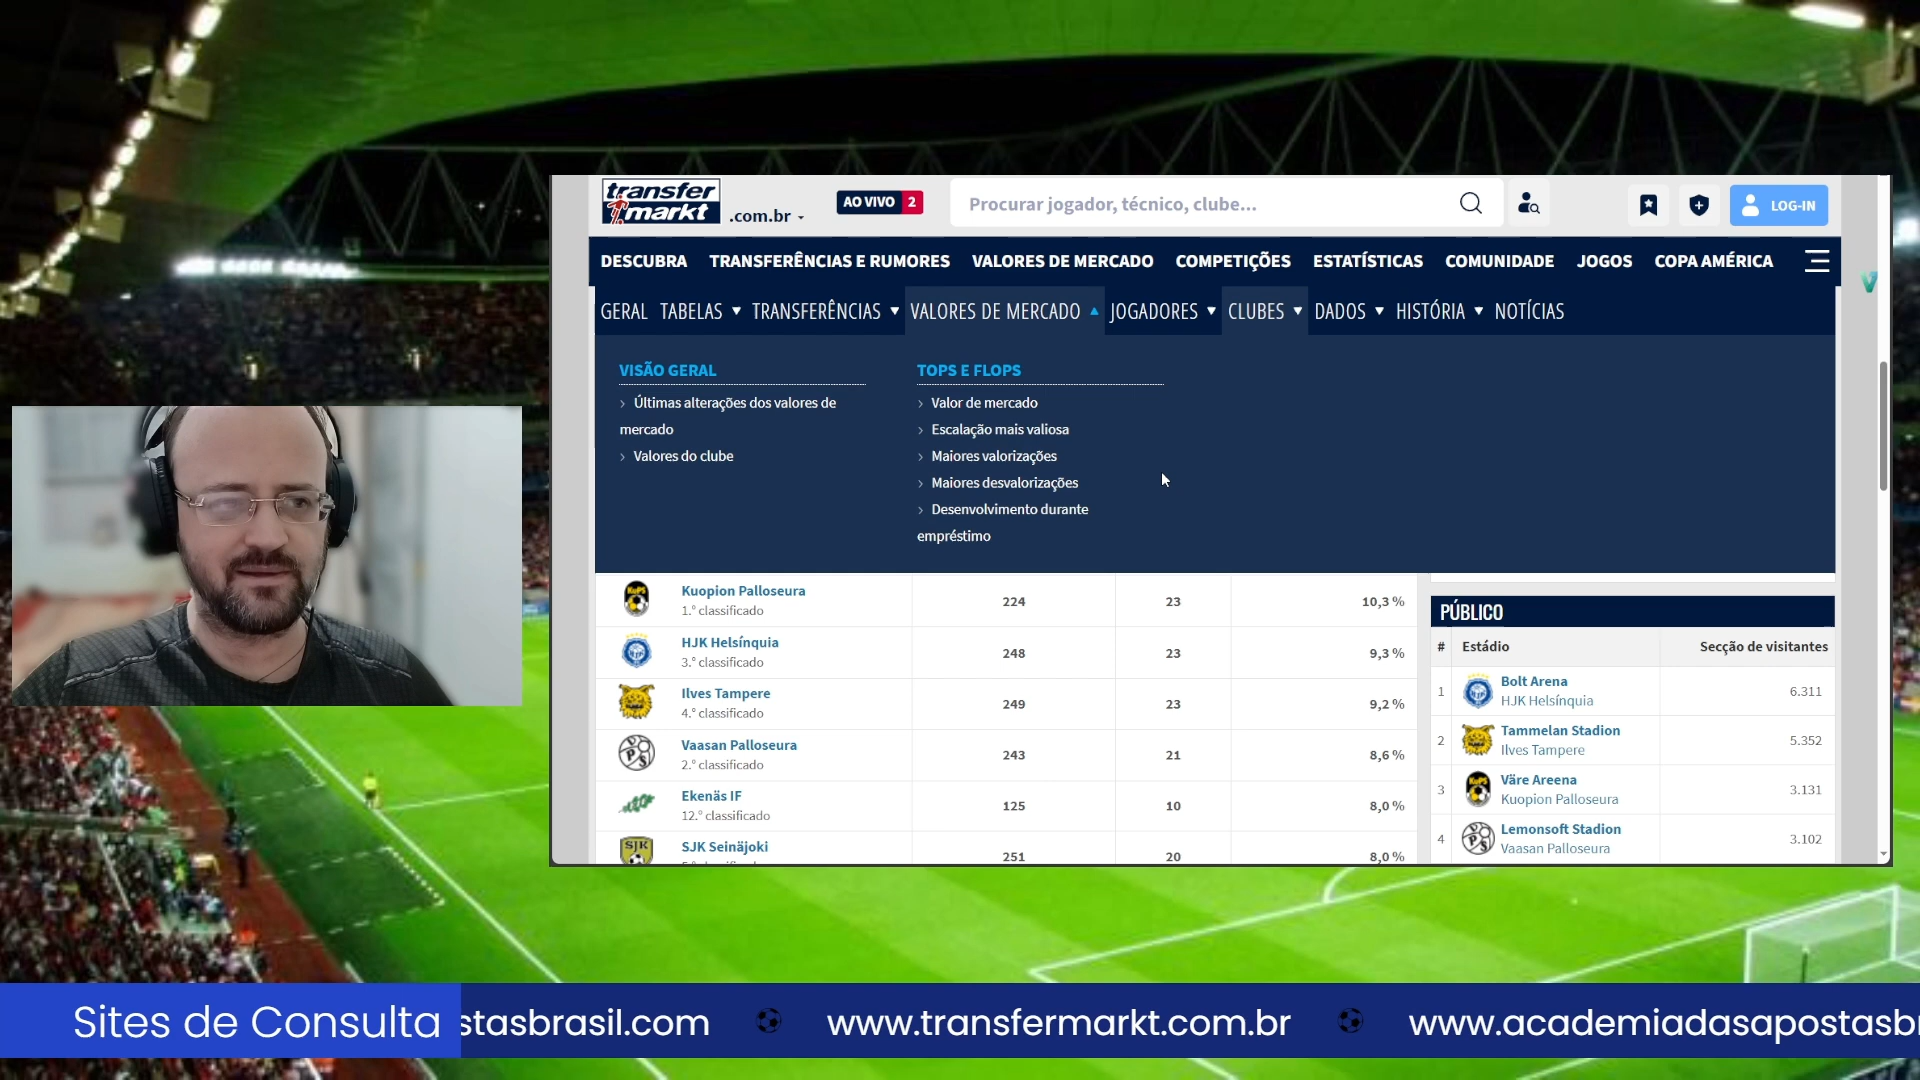 transfer
markt
.com.br
AO VIVO 2
Procurar jogador, técnico, clube...
LOG-IN
DESCUBRA TRANSFERÊNCIAS E RUMORES VALORES DE MERCADO COMPETIÇÕES ESTATÍSTICAS COMUNIDADE JOGOS COPA AMÉRICA
GERAL TABELAS TRANSFERÊNCIAS VALORES DE MERCADO JOGADORES CLUBES DADOS HISTÓRIA NOTÍCIAS
VISÃO GERAL
Últimas alterações dos valores de
mercado
Valores do clube
TOPS E FLOPS
Valor de mercado
Escalação mais valiosa
Maiores valorizações
Maiores desvalorizações
Desenvolvimento durante
empréstimo
Kuopion Palloseura 224 23 10,3 %
1.º classificado
HJK Helsínquia 248 23 9,3 %
3.º classificado
Ilves Tampere 249 23 9,2 %
4.º classificado
Vaasan Palloseura 243 21 8,6 %
2.º classificado
Ekenäs IF 125 10 8,0 %
12.º classificado
SJK Seinäjoki 251 20 8,0 %
PÚBLICO
# Estádio Secção de visitantes
1 Bolt Arena 6.311
HJK Helsínquia
2 Tammelan Stadion 5.352
Ilves Tampere
3 Väre Areena 3.131
Kuopion Palloseura
4 Lemonsoft Stadion 3.102
Vaasan Palloseura
Sites de Consulta stasbrasil.com www.transfermarkt.com.br www.academiadasapostasbr